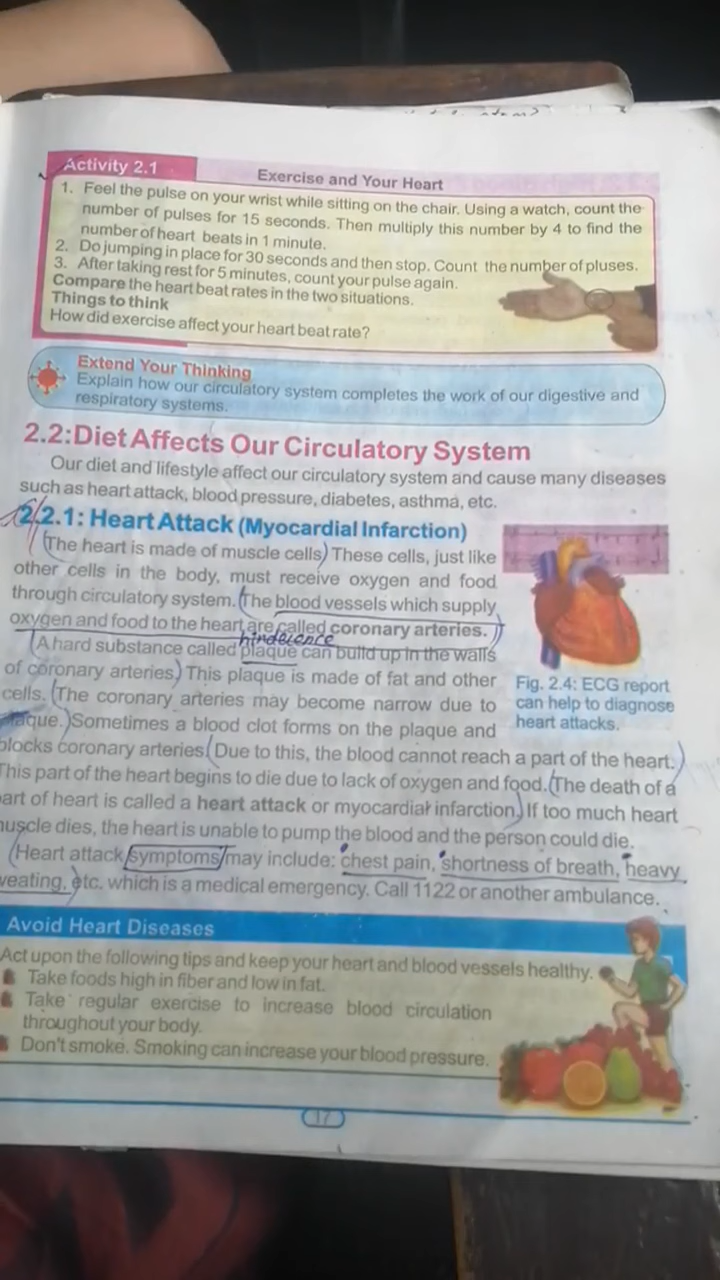 Activity 2.1
Exercise and Your Heart
1. Feel the pulse on your wrist while sitting on the chair. Using a watch, count the
number of pulses for 15 seconds. Then multiply this number by 4 to find the
number of heart beats in 1 minute.
2. Do jumping in place for 30 seconds and then stop. Count the number of pluses.
3. After taking rest for 5 minutes, count your pulse again.
Compare the heart beat rates in the two situations.
Things to think
How did exercise affect your heart beat rate?
Extend Your Thinking
Explain how our circulatory system completes the work of our digestive and
respiratory systems.
2.2:Diet Affects Our Circulatory System
Our diet and lifestyle affect our circulatory system and cause many diseases
such as heart attack, blood pressure, diabetes, asthma, etc.
2.2.1: Heart Attack (Myocardial Infarction)
(The heart is made of muscle cells) These cells, just like
other cells in the body, must receive oxygen and food
through circulatory system. (The blood vessels which supply
oxygen and food to the heart are called coronary arteries.)
hinderence
(A hard substance called plaque can build up in the walls
of coronary arteries) This plaque is made of fat and other
cells. (The coronary arteries may become narrow due to
plaque.) Sometimes a blood clot forms on the plaque and
blocks coronary arteries (Due to this, the blood cannot reach a part of the heart.)
This part of the heart begins to die due to lack of oxygen and food. (The death of a
part of heart is called a heart attack or myocardial infarction.) If too much heart
muscle dies, the heart is unable to pump the blood and the person could die.
(Heart attack symptoms may include: chest pain, shortness of breath, heavy
sweating, etc. which is a medical emergency. Call 1122 or another ambulance.
Fig. 2.4: ECG report
can help to diagnose
heart attacks.
Avoid Heart Diseases
Act upon the following tips and keep your heart and blood vessels healthy.
Take foods high in fiber and low in fat.
Take regular exercise to increase blood circulation
throughout your body.
Don't smoke. Smoking can increase your blood pressure.
17